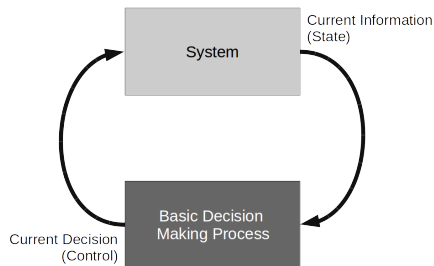 Current Information
(State)
System
Basic Decision
Making Process
Current Decision
(Control)